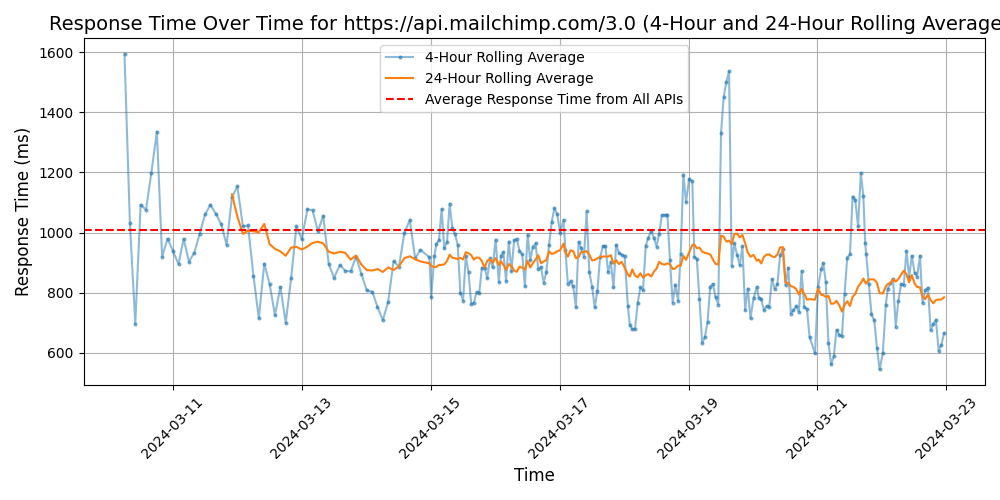 Response Time Over Time for https://api.mailchimp.com/3.0 (4-Hour and 24-Hour Rolling Average
4-Hour Rolling Average
24-Hour Rolling Average
Average Response Time from All APIs
Response Time (ms)
1600
1400
1200
1000
800
600
2024-03-11
2024-03-13
2024-03-15
2024-03-17
2024-03-19
2024-03-21
2024-03-23
Time